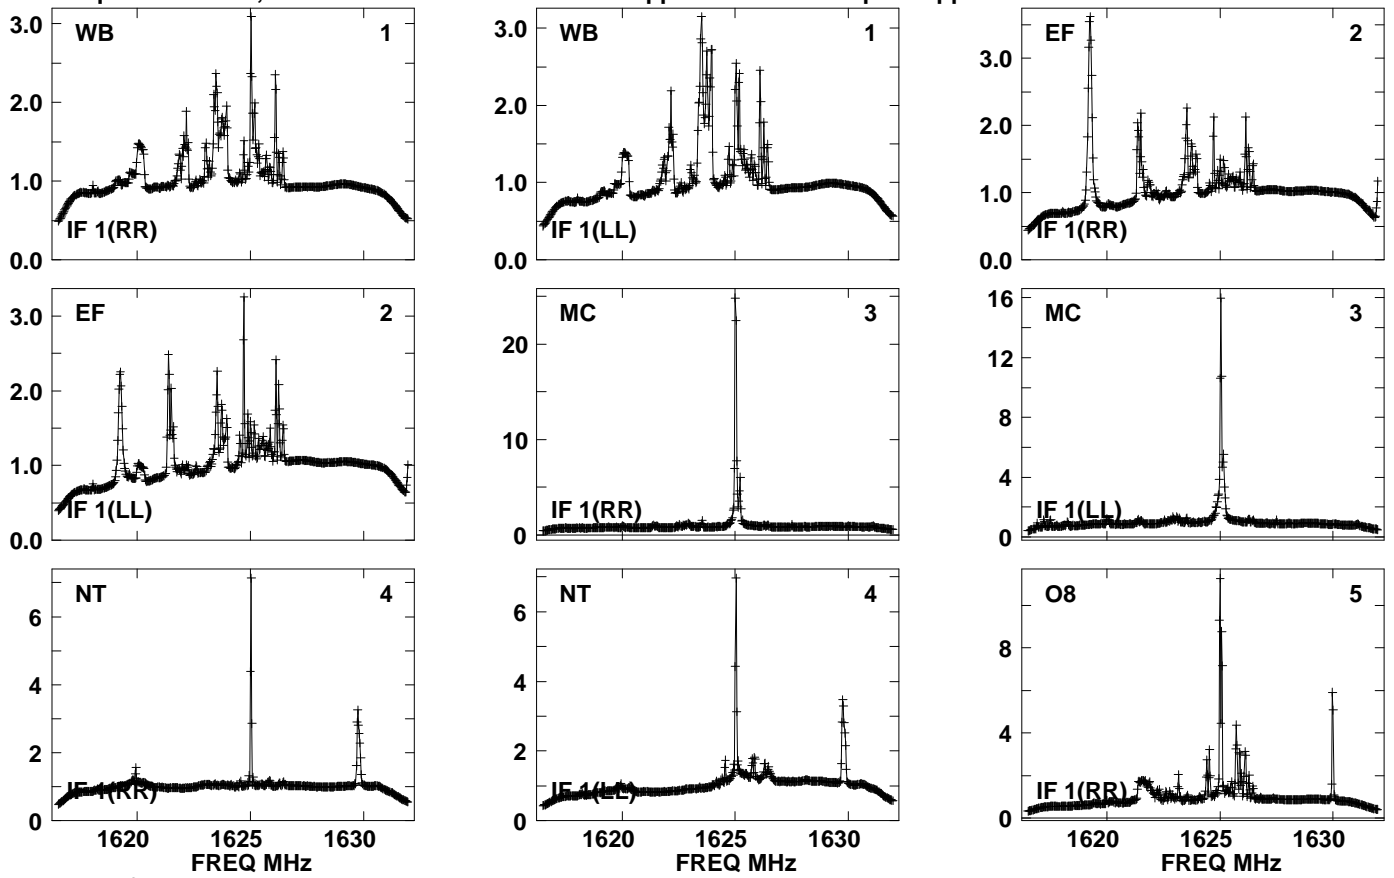 WB 1
3.0
2.0
1.0
0.0
IF 1(RR)
WB 1
3.0
2.0
1.0
0.0
IF 1(LL)
EF 2
3.0
2.0
1.0
0.0
IF 1(RR)
EF 2
3.0
2.0
1.0
0.0
IF 1(LL)
MC 3
20
10
0
IF 1(RR)
MC 3
16
12
8
4
0
IF 1(LL)
NT 4
6
4
2
0
IF 1(RR)
1620 1625 1630
FREQ MHz
NT 4
6
4
2
0
IF 1(LL)
1620 1625 1630
FREQ MHz
O8 5
8
4
0
IF 1(RR)
1620 1625 1630
FREQ MHz